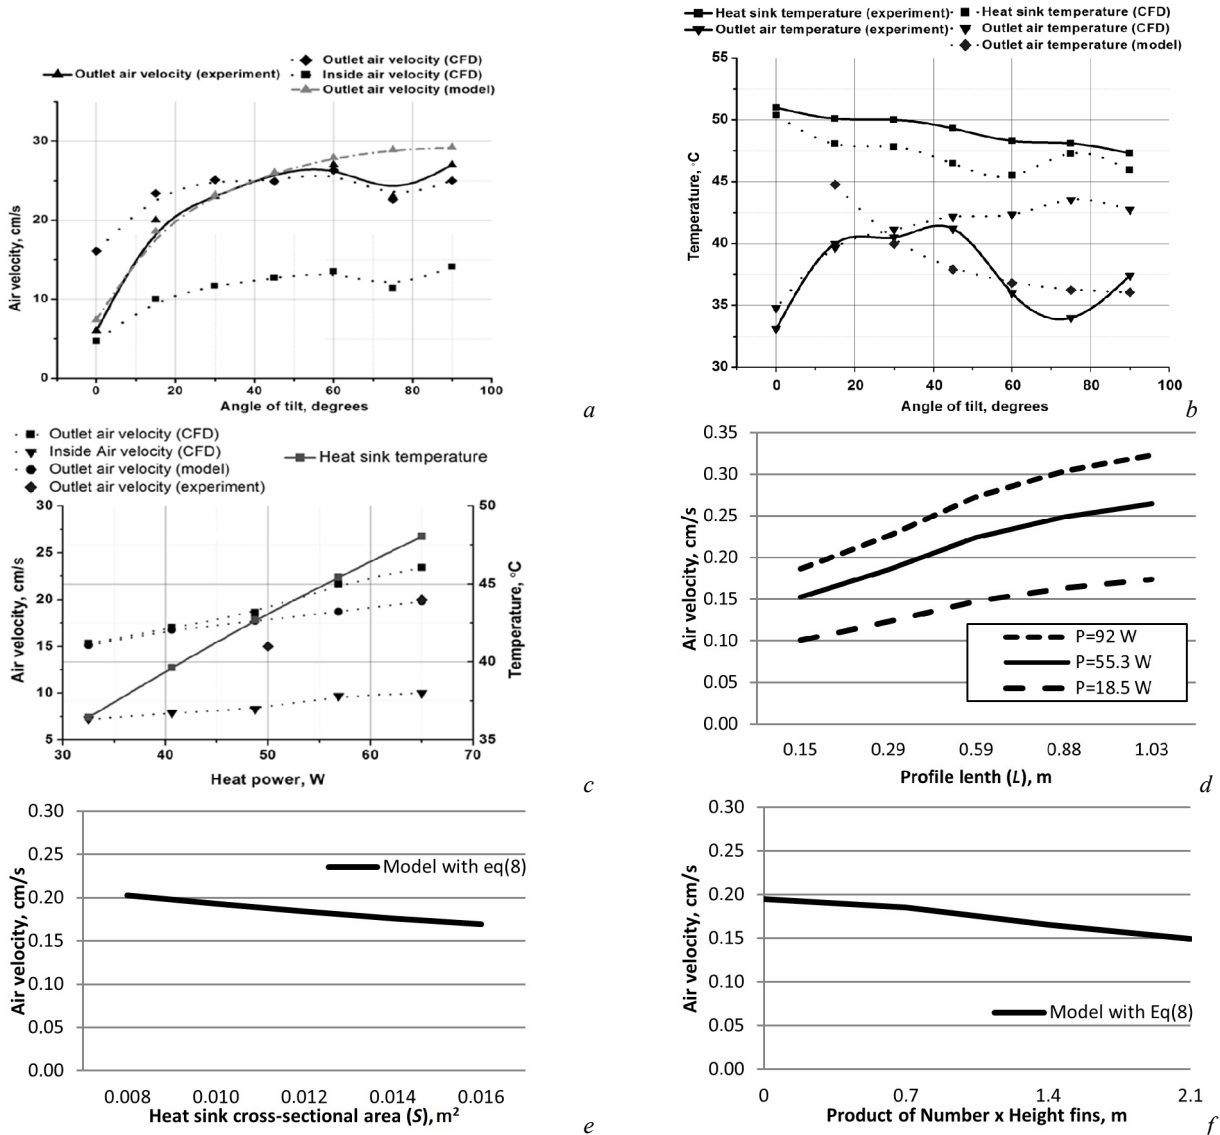 Outlet air velocity (experiment)
Outlet air velocity (CFD)
Inside air velocity (CFD)
Outlet air velocity (model)
Air velocity, cm/s
30
20
10
0
0 20 40 60 80 100
Angle of tilt, degrees
a
Heat sink temperature (experiment)
Heat sink temperature (CFD)
Outlet air temperature (experiment)
Outlet air temperature (CFD)
Outlet air temperature (model)
Temperature, °C
55
50
45
40
35
30
0 20 40 60 80 100
Angle of tilt, degrees
b
Outlet air velocity (CFD)
Inside Air velocity (CFD)
Outlet air velocity (model)
Outlet air velocity (experiment)
Heat sink temperature
Air velocity, cm/s
30
25
20
15
10
5
50
45
40
35
Temperature, °C
30 40 50 60 70
Heat power, W
c
Air velocity, cm/s
0.35
0.30
0.25
0.20
0.15
0.10
0.05
0.00
P=92 W
P=55.3 W
P=18.5 W
0.15 0.29 0.59 0.88 1.03
Profile lenth (L), m
d
Air velocity, cm/s
0.30
0.25
0.20
0.15
0.10
0.05
0.00
Model with eq(8)
0.008 0.010 0.012 0.014 0.016
Heat sink cross-sectional area (S), m²
e
Air velocity, cm/s
0.30
0.25
0.20
0.15
0.10
0.05
0.00
Model with Eq(8)
0 0.7 1.4 2.1
Product of Number x Height fins, m
f